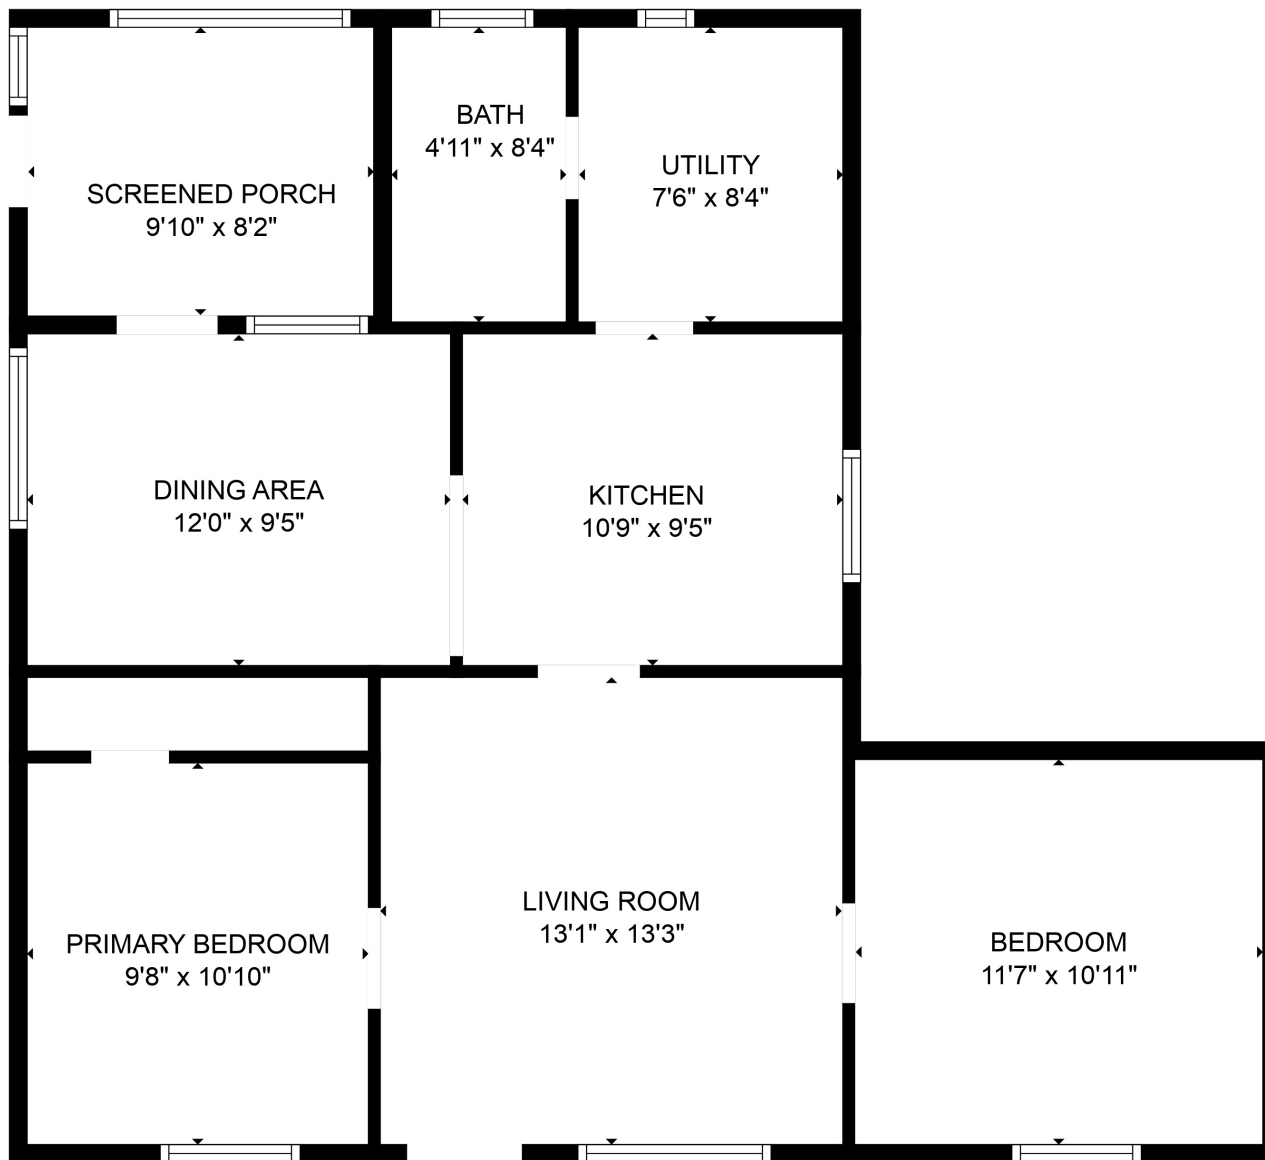 BATH
4'11" x 8'4"
UTILITY
7'6" x 8'4"
SCREENED PORCH
9'10" x 8'2"
DINING AREA
12'0" x 9'5"
KITCHEN
10'9" x 9'5"
LIVING ROOM
13'1" x 13'3"
PRIMARY BEDROOM
9'8" x 10'10"
BEDROOM
11'7" x 10'11"